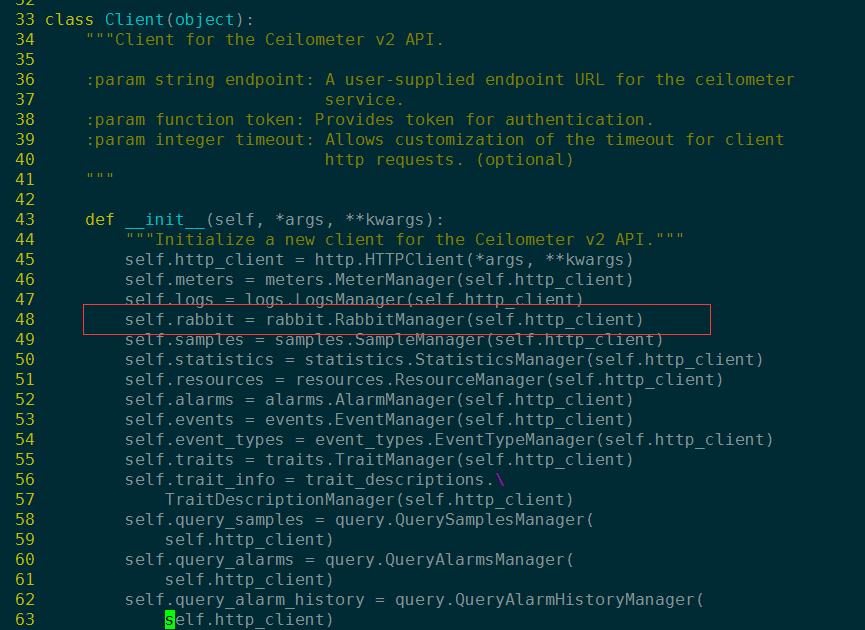 33 class Client(object):
34     """Client for the Ceilometer v2 API.
35
36     :param string endpoint: A user-supplied endpoint URL for the ceilometer
37                             service.
38     :param function token: Provides token for authentication.
39     :param integer timeout: Allows customization of the timeout for client
40                             http requests. (optional)
41     """
42
43     def __init__(self, *args, **kwargs):
44         """Initialize a new client for the Ceilometer v2 API."""
45         self.http_client = http.HTTPClient(*args, **kwargs)
46         self.meters = meters.MeterManager(self.http_client)
47         self.logs = logs.LogsManager(self.http_client)
48         self.rabbit = rabbit.RabbitManager(self.http_client)
49         self.samples = samples.SampleManager(self.http_client)
50         self.statistics = statistics.StatisticsManager(self.http_client)
51         self.resources = resources.ResourceManager(self.http_client)
52         self.alarms = alarms.AlarmManager(self.http_client)
53         self.events = events.EventManager(self.http_client)
54         self.event_types = event_types.EventTypeManager(self.http_client)
55         self.traits = traits.TraitManager(self.http_client)
56         self.trait_info = trait_descriptions.\
57             TraitDescriptionManager(self.http_client)
58         self.query_samples = query.QuerySamplesManager(
59             self.http_client)
60         self.query_alarms = query.QueryAlarmsManager(
61             self.http_client)
62         self.query_alarm_history = query.QueryAlarmHistoryManager(
63             self.http_client)